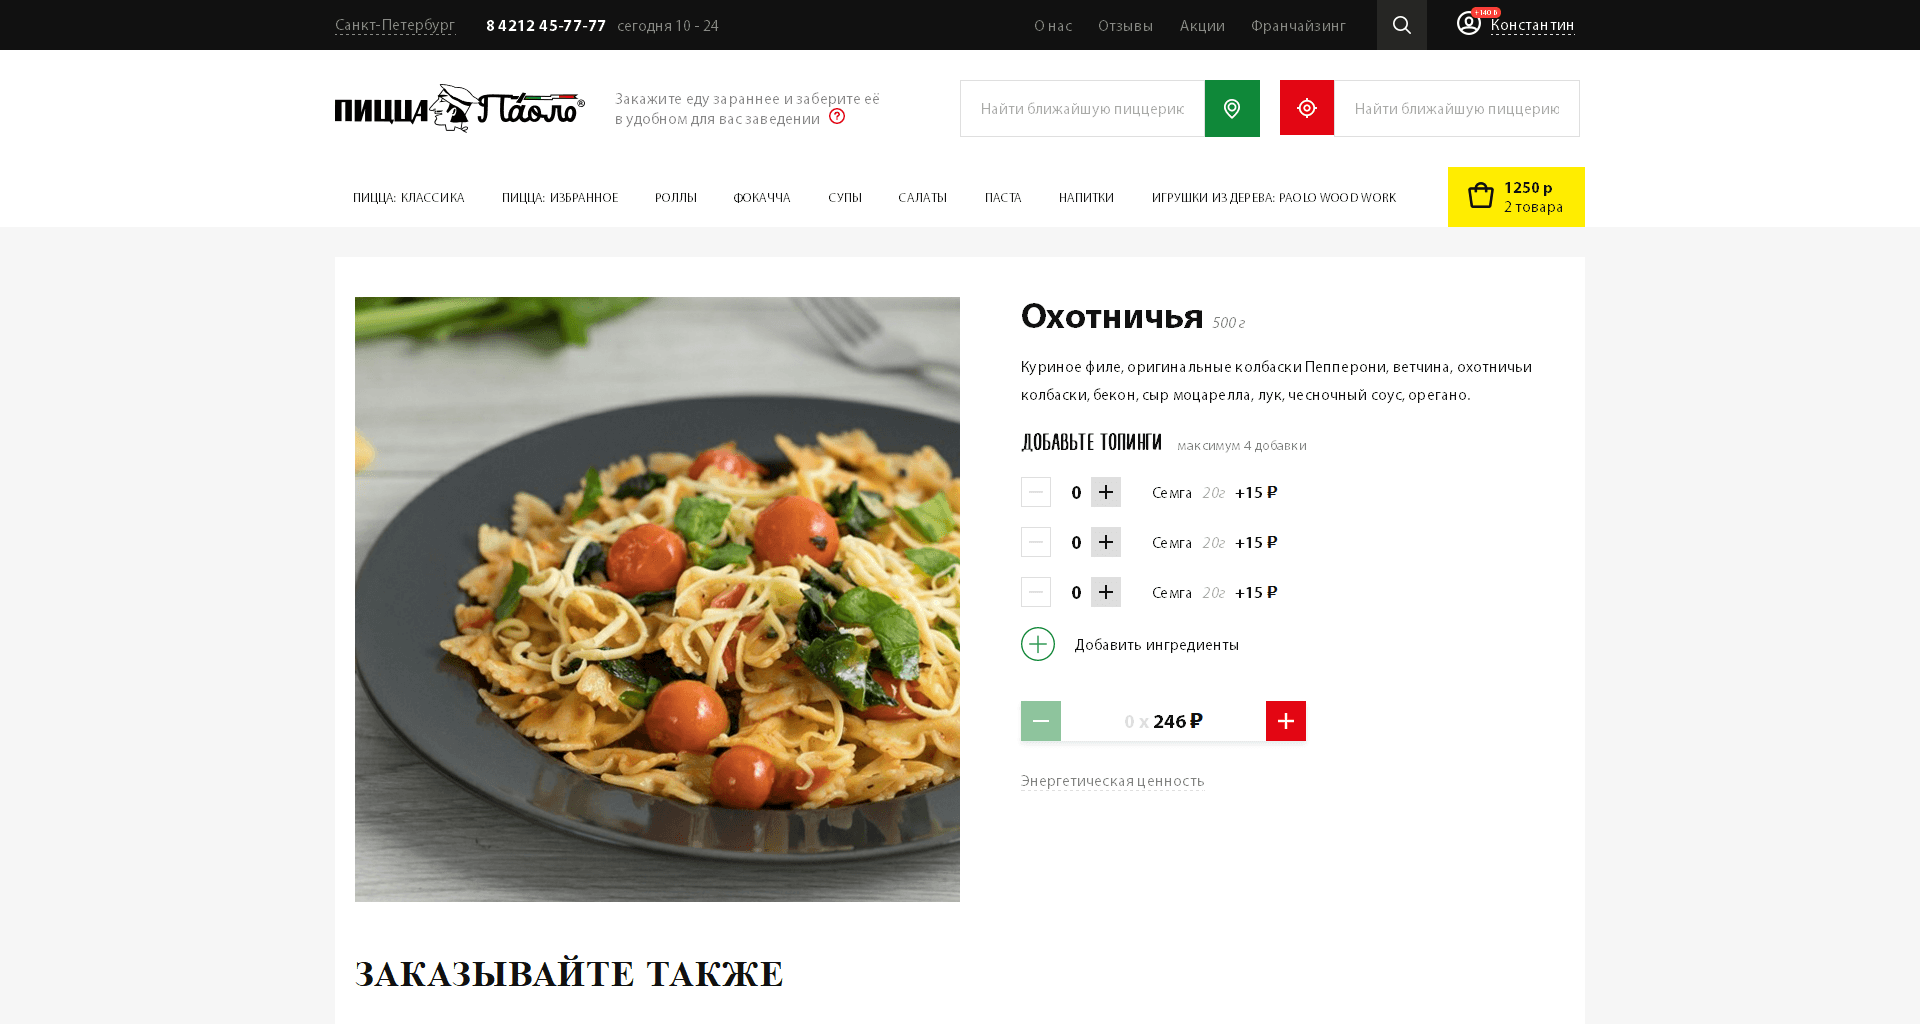 Санкт-Петербург
8 4212 45-77-77 сегодня 10 - 24
О нас
Отзывы
Акции
Франчайзинг
+140 ₽
Константин
ПИЦЦА Паоло®
Закажите еду зараннее и заберите её
в удобном для вас заведении ?
Найти ближайшую пиццерик
Найти ближайшую пиццерик
ПИЦЦА: КЛАССИКА
ПИЦЦА: ИЗБРАННОЕ
РОЛЛЫ
ФОКАЧЧА
СУПЫ
САЛАТЫ
ПАСТА
НАПИТКИ
ИГРУШКИ ИЗ ДЕРЕВА: PAOLO WOOD WORK
1250 р
2 товара
Охотничья 500 г
Куриное филе, оригинальные колбаски Пепперони, ветчина, охотничьи
колбаски, бекон, сыр моцарелла, лук, чесночный соус, орегано.
ДОБАВЬТЕ ТОПИНГИ максимум 4 добавки
0 Семга 20г +15 ₽
0 Семга 20г +15 ₽
0 Семга 20г +15 ₽
Добавить ингредиенты
0 x 246 ₽
Энергетическая ценность
ЗАКАЗЫВАЙТЕ ТАКЖЕ